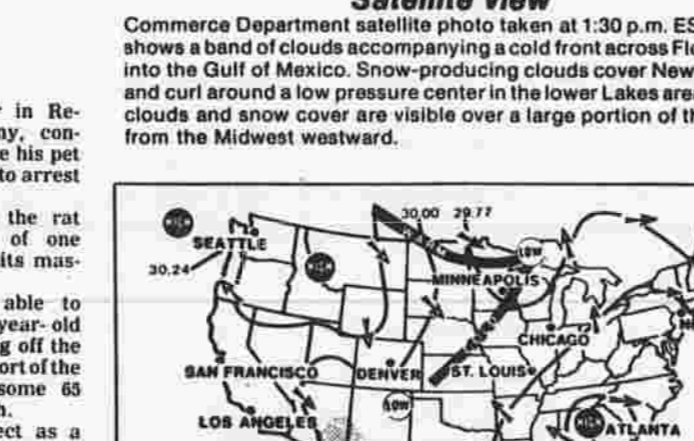 Satellite View
Commerce Department satellite photo taken at 1:30 p.m. ES
shows a band of clouds accompanying a cold front across Flo
into the Gulf of Mexico. Snow-producing clouds cover New
and curl around a low pressure center in the lower Lakes area
clouds and snow cover are visible over a large portion of th
from the Midwest westward.
r in Re-
ny, con-
e his pet
to arrest
the rat
of one
its mas-
able to
year- old
g off the
ort of the
some 65
h.
ect as a
30.00 29.77
SEATTLE
LOW
30.24
MINNEAPOLIS
CHICAGO
SAN FRANCISCO DENVER ST. LOUIS
LOW
LOS ANGELES ATLANTA